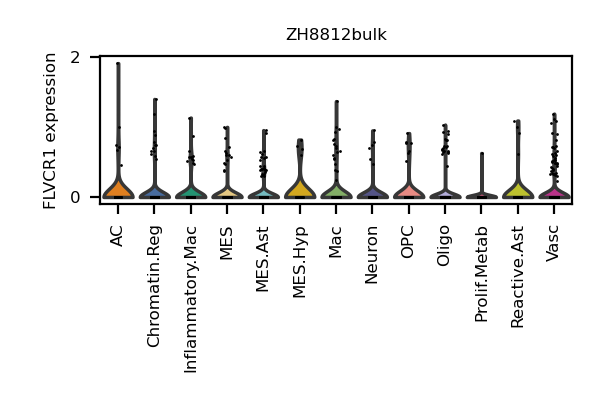 ZH8812bulk
FLVCR1 expression
2
0
AC
Chromatin.Reg
Inflammatory.Mac
MES
MES.Ast
MES.Hyp
Mac
Neuron
OPC
Oligo
Prolif.Metab
Reactive.Ast
Vasc